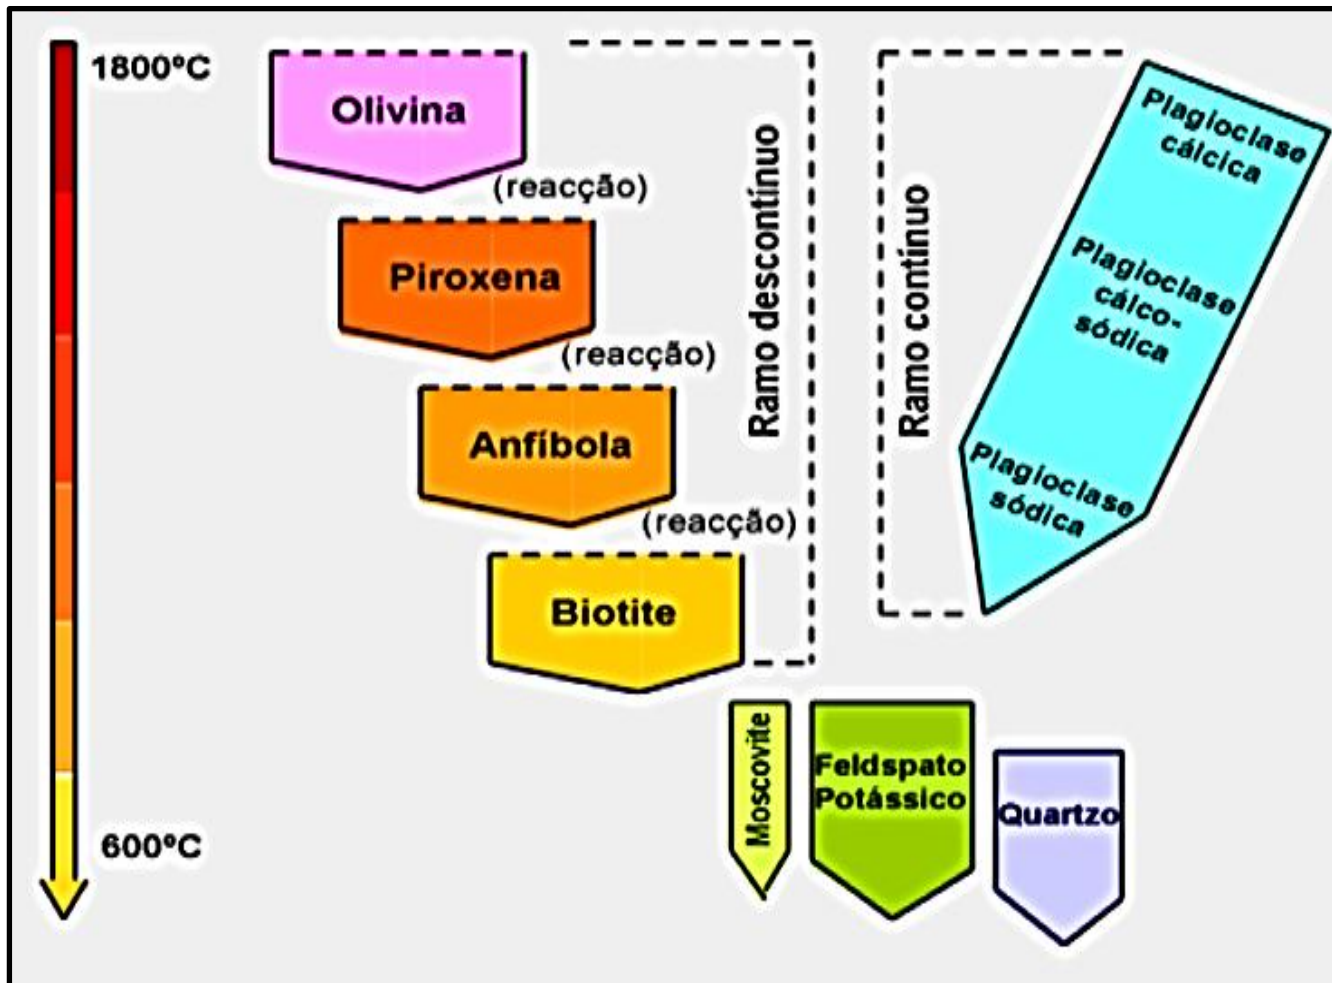 1800ºC
Olivina
(reacção)
Piroxena
(reacção)
Anfíbola
(reacção)
Biotite
Ramo descontínuo
Ramo contínuo
Plagioclase
cálcica
Plagioclase
cálco-
sódica
Plagioclase
sódica
Moscovite
Feldspato
Potássico
Quartzo
600ºC